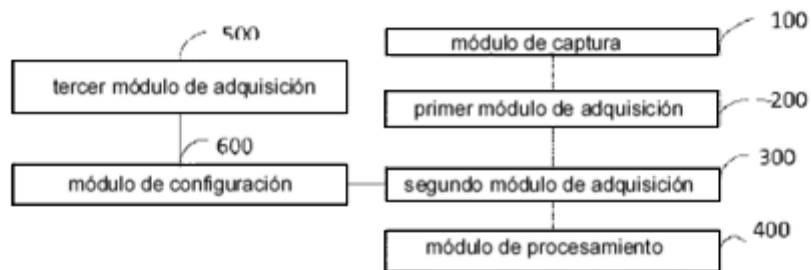 500
tercer módulo de adquisición
600
módulo de configuración
100
módulo de captura
200
primer módulo de adquisición
300
segundo módulo de adquisición
400
módulo de procesamiento